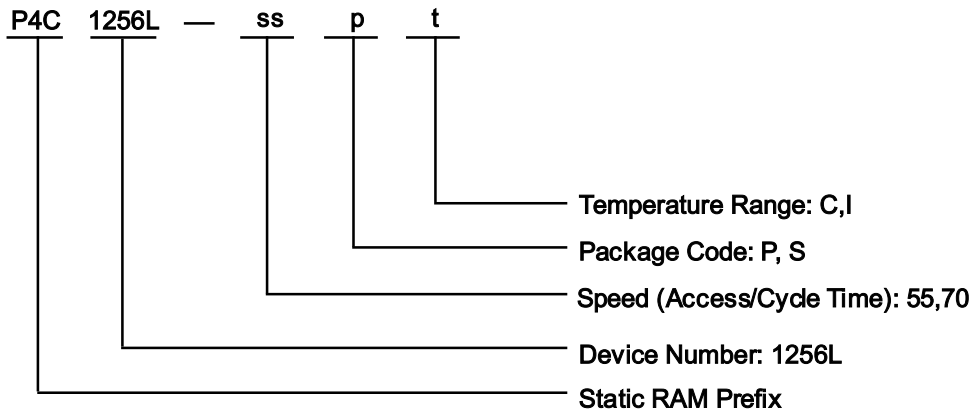 P4C 1256L — ss p t
Temperature Range: C,I
Package Code: P, S
Speed (Access/Cycle Time): 55,70
Device Number: 1256L
Static RAM Prefix